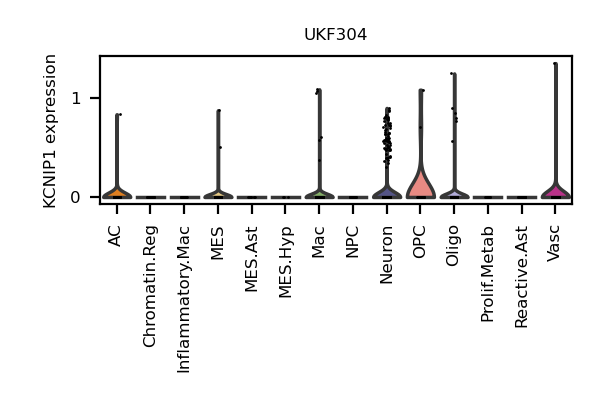 UKF304
KCNIP1 expression
1
0
AC
Chromatin.Reg
Inflammatory.Mac
MES
MES.Ast
MES.Hyp
Mac
NPC
Neuron
OPC
Oligo
Prolif.Metab
Reactive.Ast
Vasc